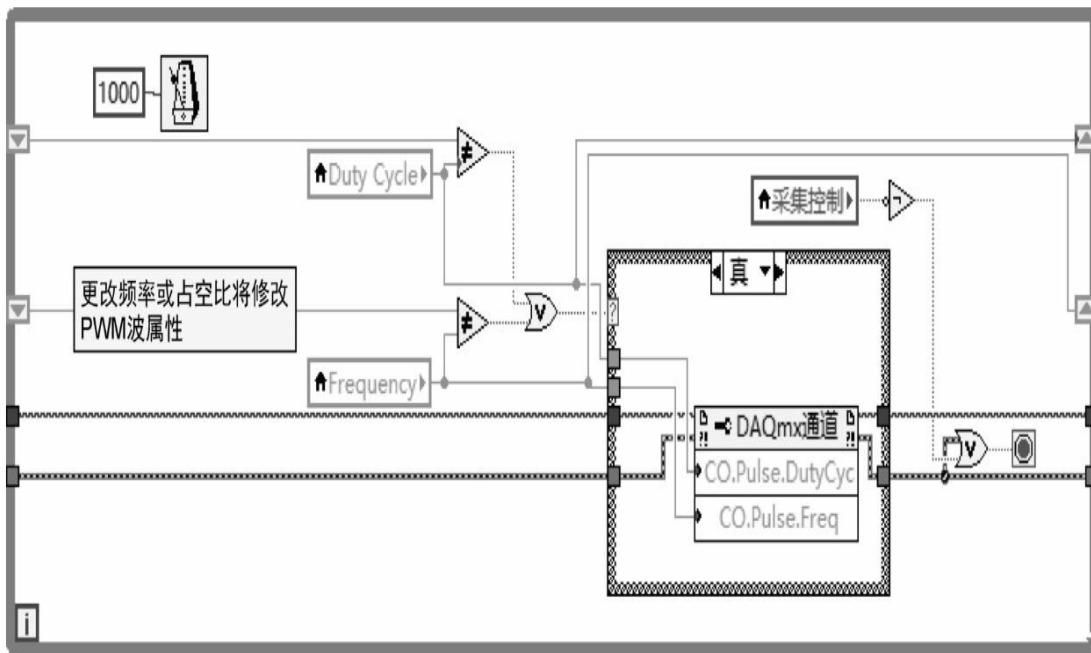 1000
Duty Cycle
采集控制
真
更改频率或占空比将修改
PWM波属性
?
Frequency
DAQmx通道
CO.Pulse.DutyCyc
CO.Pulse.Freq
i